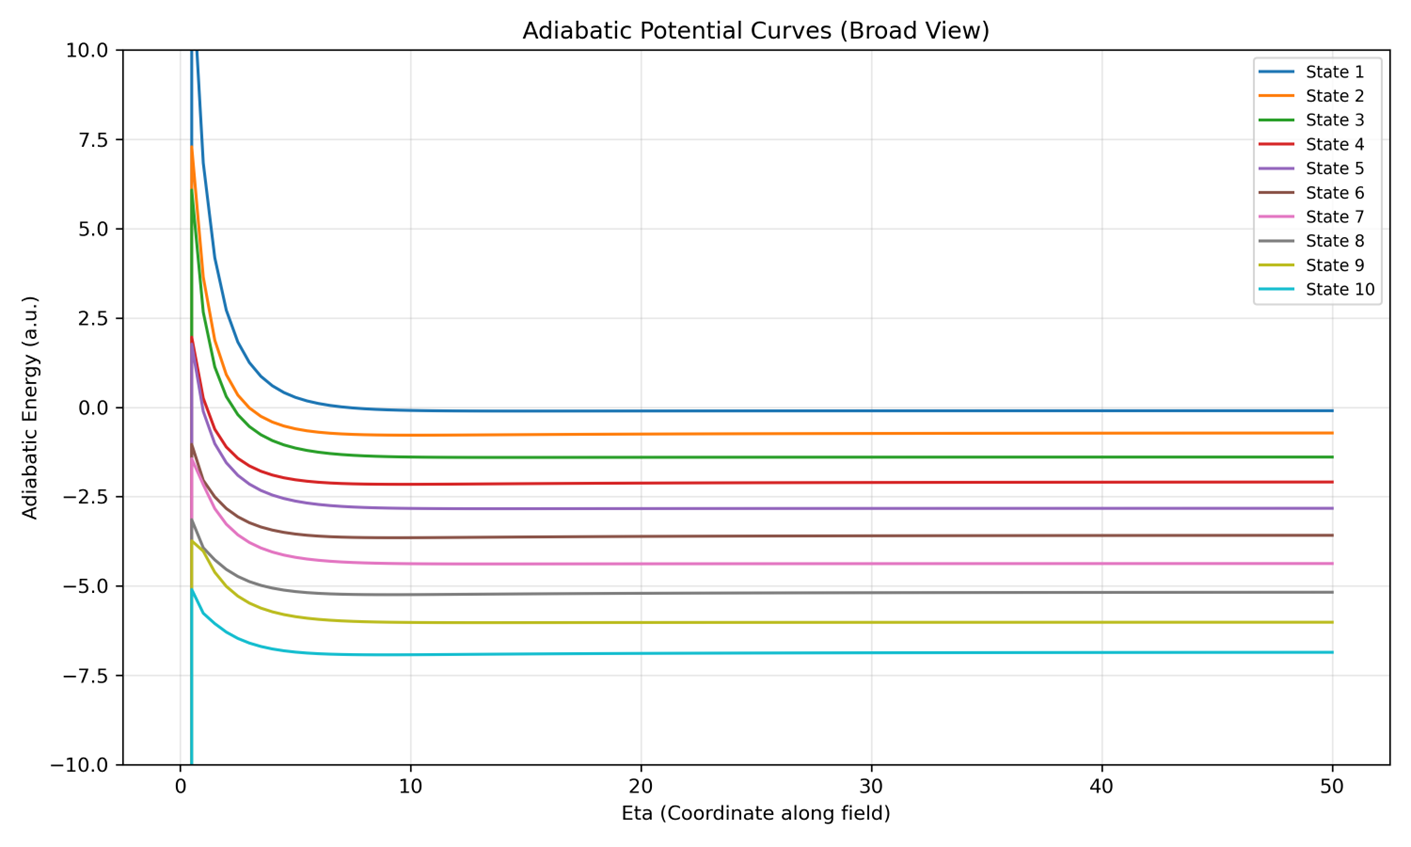 Adiabatic Potential Curves (Broad View)
10.0
7.5
5.0
2.5
0.0
−2.5
−5.0
−7.5
−10.0
Adiabatic Energy (a.u.)
State 1
State 2
State 3
State 4
State 5
State 6
State 7
State 8
State 9
State 10
0 10 20 30 40 50
Eta (Coordinate along field)